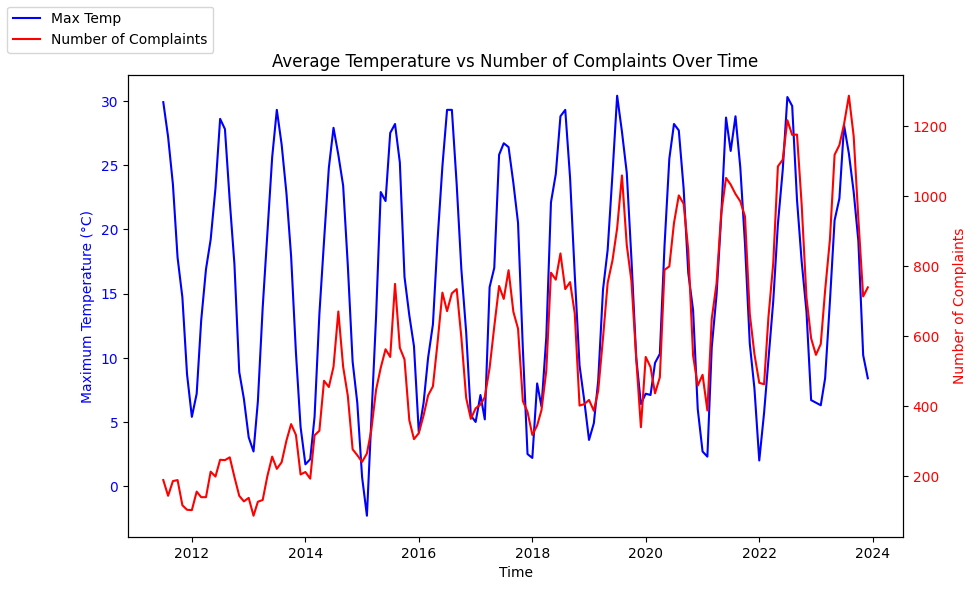 Max Temp
Number of Complaints
Average Temperature vs Number of Complaints Over Time
30
25
20
15
10
5
0
Maximum Temperature (°C)
1200
1000
800
600
400
200
Number of Complaints
2012 2014 2016 2018 2020 2022 2024
Time